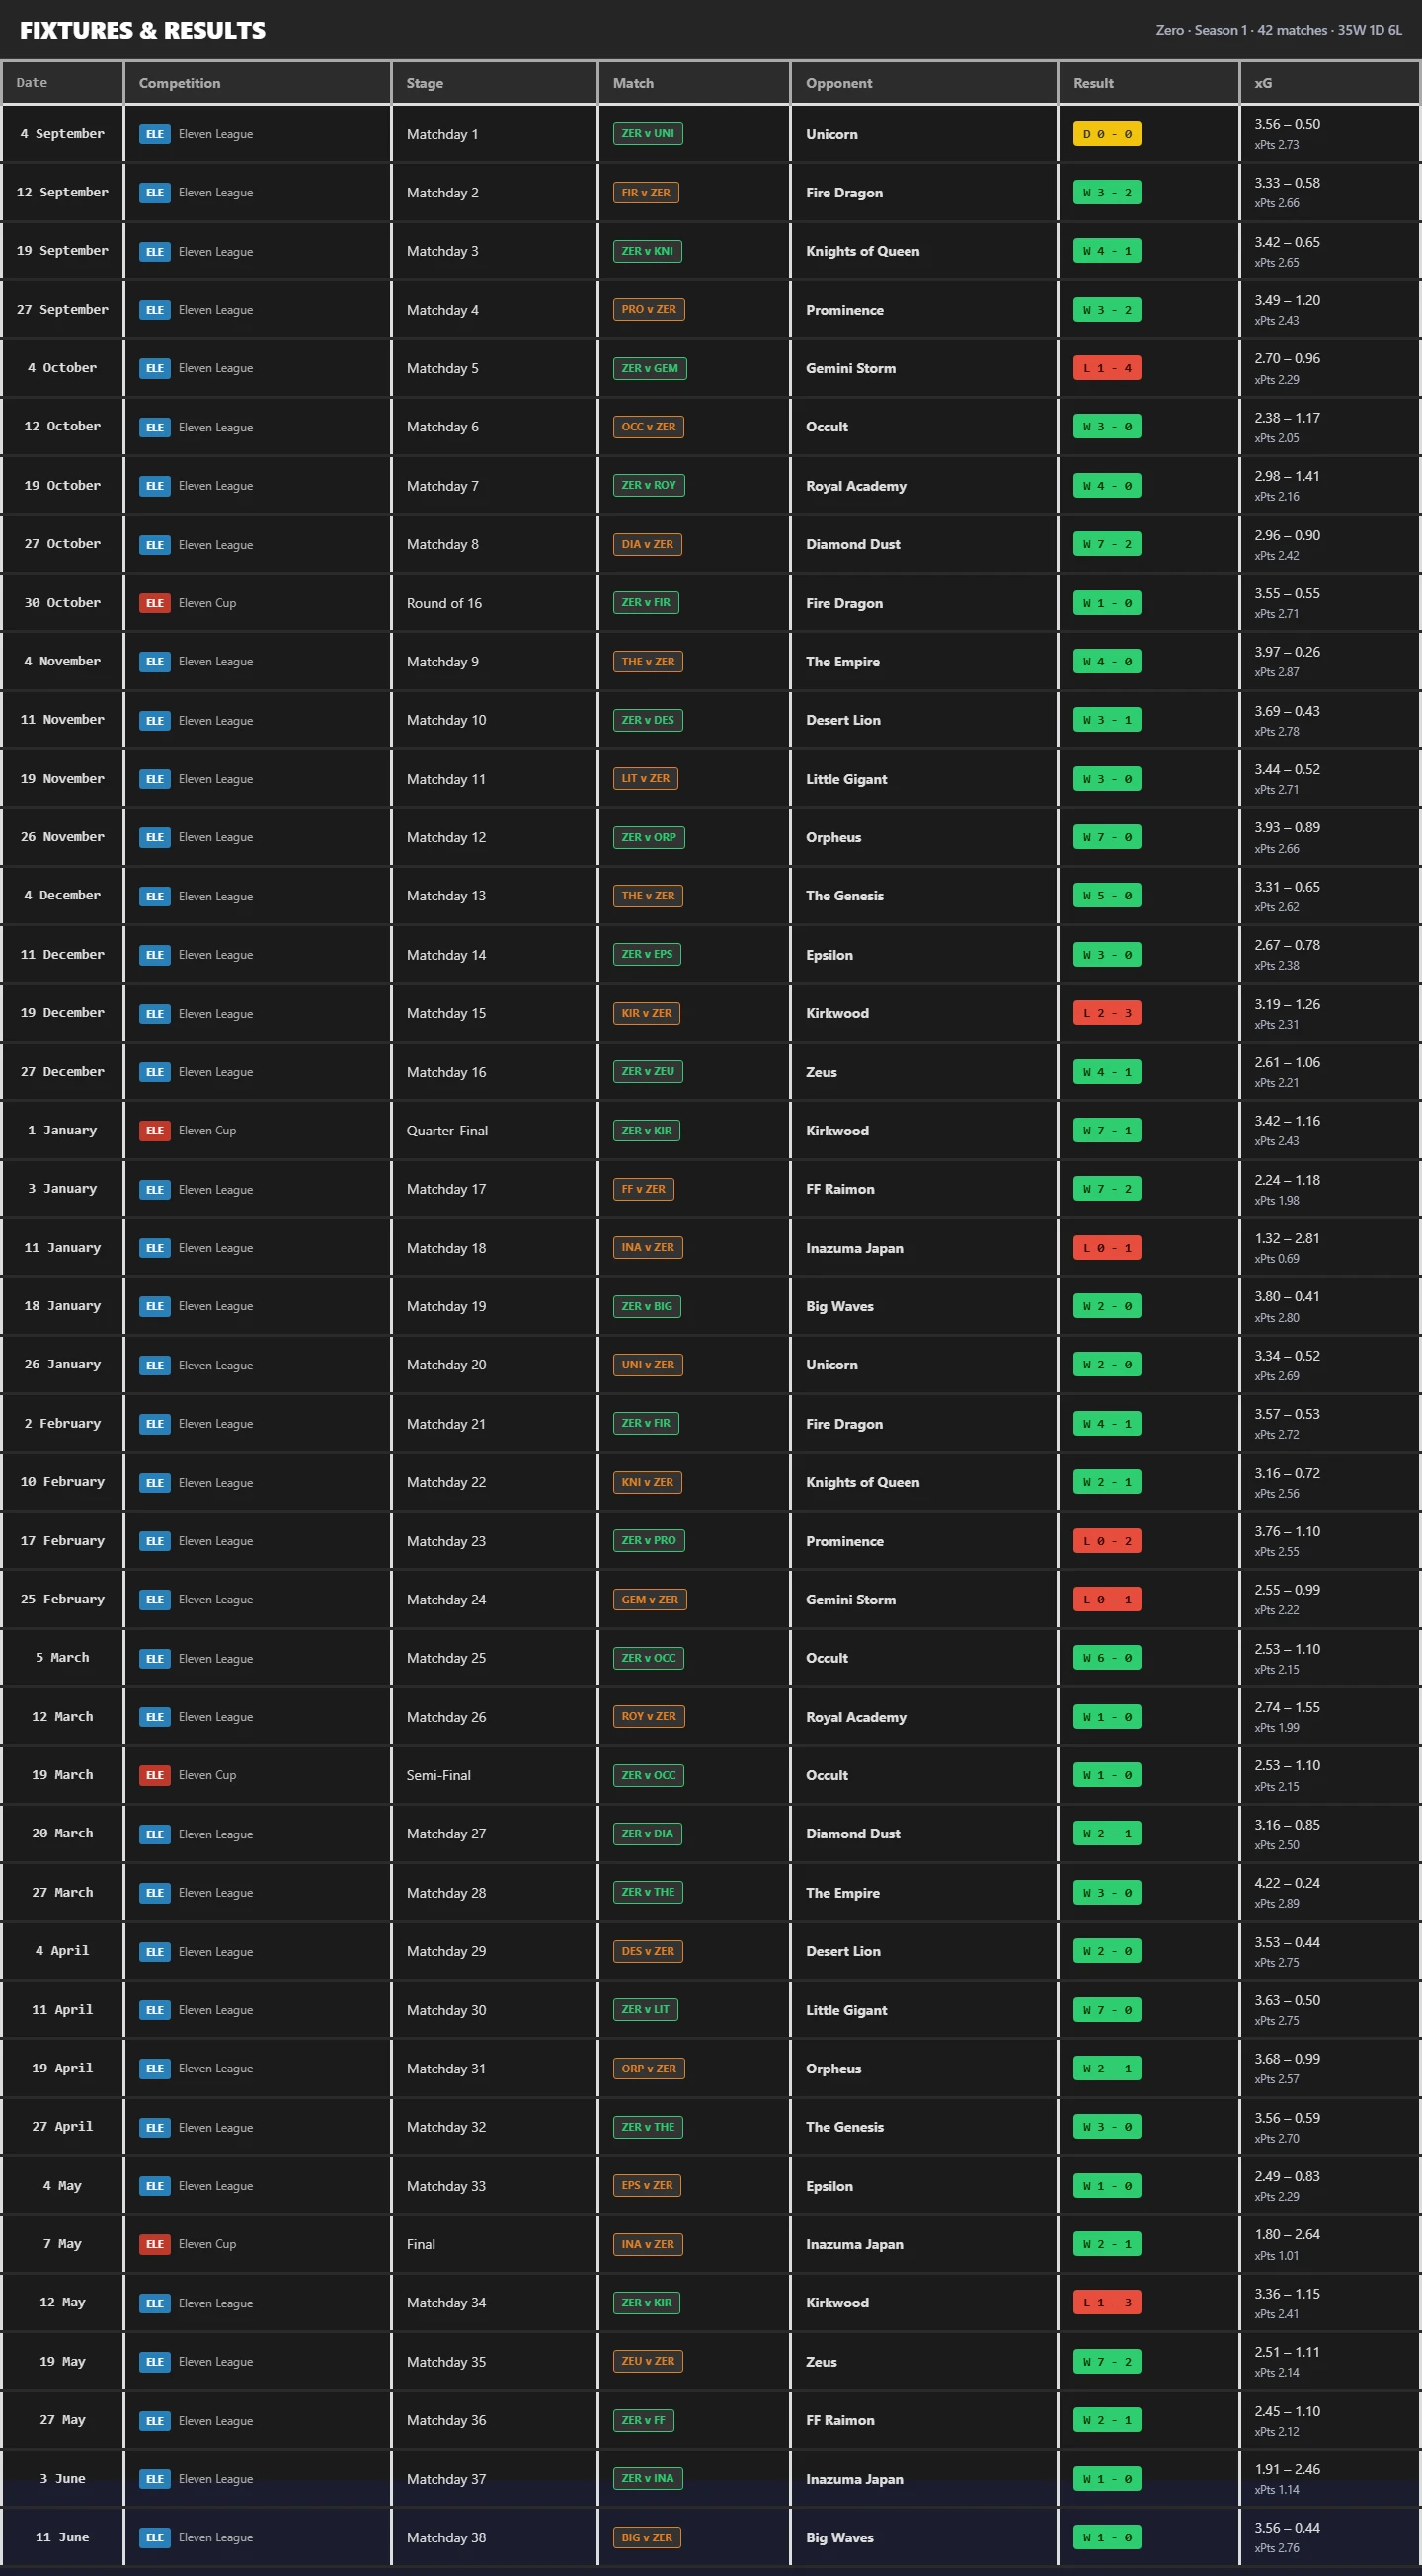 FIXTURES & RESULTS
Zero · Season 1 · 42 matches · 35W 1D 6L
Date Competition Stage Match Opponent Result xG
4 September ELE Eleven League Matchday 1 ZER v UNI Unicorn D 0 - 0 3.56 – 0.50
xPts 2.73
12 September ELE Eleven League Matchday 2 FIR v ZER Fire Dragon W 3 - 2 3.33 – 0.58
xPts 2.66
19 September ELE Eleven League Matchday 3 ZER v KNI Knights of Queen W 4 - 1 3.42 – 0.65
xPts 2.65
27 September ELE Eleven League Matchday 4 PRO v ZER Prominence W 3 - 2 3.49 – 1.20
xPts 2.43
4 October ELE Eleven League Matchday 5 ZER v GEM Gemini Storm L 1 - 4 2.70 – 0.96
xPts 2.29
12 October ELE Eleven League Matchday 6 OCC v ZER Occult W 3 - 0 2.38 – 1.17
xPts 2.05
19 October ELE Eleven League Matchday 7 ZER v ROY Royal Academy W 4 - 0 2.98 – 1.41
xPts 2.16
27 October ELE Eleven League Matchday 8 DIA v ZER Diamond Dust W 7 - 2 2.96 – 0.90
xPts 2.42
30 October ELE Eleven Cup Round of 16 ZER v FIR Fire Dragon W 1 - 0 3.55 – 0.55
xPts 2.71
4 November ELE Eleven League Matchday 9 THE v ZER The Empire W 4 - 0 3.97 – 0.26
xPts 2.87
11 November ELE Eleven League Matchday 10 ZER v DES Desert Lion W 3 - 1 3.69 – 0.43
xPts 2.78
19 November ELE Eleven League Matchday 11 LIT v ZER Little Gigant W 3 - 0 3.44 – 0.52
xPts 2.71
26 November ELE Eleven League Matchday 12 ZER v ORP Orpheus W 7 - 0 3.93 – 0.89
xPts 2.66
4 December ELE Eleven League Matchday 13 THE v ZER The Genesis W 5 - 0 3.31 – 0.65
xPts 2.62
11 December ELE Eleven League Matchday 14 ZER v EPS Epsilon W 3 - 0 2.67 – 0.78
xPts 2.38
19 December ELE Eleven League Matchday 15 KIR v ZER Kirkwood L 2 - 3 3.19 – 1.26
xPts 2.31
27 December ELE Eleven League Matchday 16 ZER v ZEU Zeus W 4 - 1 2.61 – 1.06
xPts 2.21
1 January ELE Eleven Cup Quarter-Final ZER v KIR Kirkwood W 7 - 1 3.42 – 1.16
xPts 2.43
3 January ELE Eleven League Matchday 17 FF v ZER FF Raimon W 7 - 2 2.24 – 1.18
xPts 1.98
11 January ELE Eleven League Matchday 18 INA v ZER Inazuma Japan L 0 - 1 1.32 – 2.81
xPts 0.69
18 January ELE Eleven League Matchday 19 ZER v BIG Big Waves W 2 - 0 3.80 – 0.41
xPts 2.80
26 January ELE Eleven League Matchday 20 UNI v ZER Unicorn W 2 - 0 3.34 – 0.52
xPts 2.69
2 February ELE Eleven League Matchday 21 ZER v FIR Fire Dragon W 4 - 1 3.57 – 0.53
xPts 2.72
10 February ELE Eleven League Matchday 22 KNI v ZER Knights of Queen W 2 - 1 3.16 – 0.72
xPts 2.56
17 February ELE Eleven League Matchday 23 ZER v PRO Prominence L 0 - 2 3.76 – 1.10
xPts 2.55
25 February ELE Eleven League Matchday 24 GEM v ZER Gemini Storm L 0 - 1 2.55 – 0.99
xPts 2.22
5 March ELE Eleven League Matchday 25 ZER v OCC Occult W 6 - 0 2.53 – 1.10
xPts 2.15
12 March ELE Eleven League Matchday 26 ROY v ZER Royal Academy W 1 - 0 2.74 – 1.55
xPts 1.99
19 March ELE Eleven Cup Semi-Final ZER v OCC Occult W 1 - 0 2.53 – 1.10
xPts 2.15
20 March ELE Eleven League Matchday 27 ZER v DIA Diamond Dust W 2 - 1 3.16 – 0.85
xPts 2.50
27 March ELE Eleven League Matchday 28 ZER v THE The Empire W 3 - 0 4.22 – 0.24
xPts 2.89
4 April ELE Eleven League Matchday 29 DES v ZER Desert Lion W 2 - 0 3.53 – 0.44
xPts 2.75
11 April ELE Eleven League Matchday 30 ZER v LIT Little Gigant W 7 - 0 3.63 – 0.50
xPts 2.75
19 April ELE Eleven League Matchday 31 ORP v ZER Orpheus W 2 - 1 3.68 – 0.99
xPts 2.57
27 April ELE Eleven League Matchday 32 ZER v THE The Genesis W 3 - 0 3.56 – 0.59
xPts 2.70
4 May ELE Eleven League Matchday 33 EPS v ZER Epsilon W 1 - 0 2.49 – 0.83
xPts 2.29
7 May ELE Eleven Cup Final INA v ZER Inazuma Japan W 2 - 1 1.80 – 2.64
xPts 1.01
12 May ELE Eleven League Matchday 34 ZER v KIR Kirkwood L 1 - 3 3.36 – 1.15
xPts 2.41
19 May ELE Eleven League Matchday 35 ZEU v ZER Zeus W 7 - 2 2.51 – 1.11
xPts 2.14
27 May ELE Eleven League Matchday 36 ZER v FF FF Raimon W 2 - 1 2.45 – 1.10
xPts 2.12
3 June ELE Eleven League Matchday 37 ZER v INA Inazuma Japan W 1 - 0 1.91 – 2.46
xPts 1.14
11 June ELE Eleven League Matchday 38 BIG v ZER Big Waves W 1 - 0 3.56 – 0.44
xPts 2.76